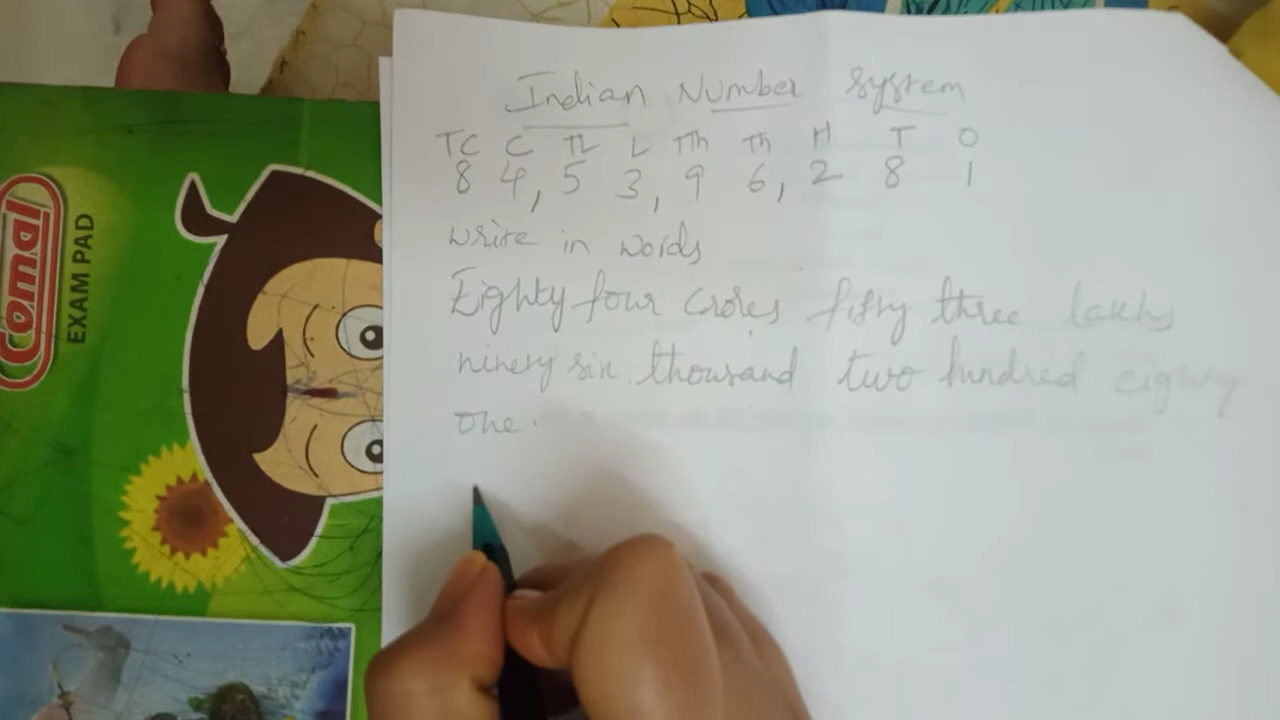 Indian Number System
TC C TL L TTh Th H T O
8 4, 5 3, 9 6, 2 8 1
write in words
Eighty four crores fifty three lakhs
ninety six thousand two hundred eighty
one.
EXAM PAD